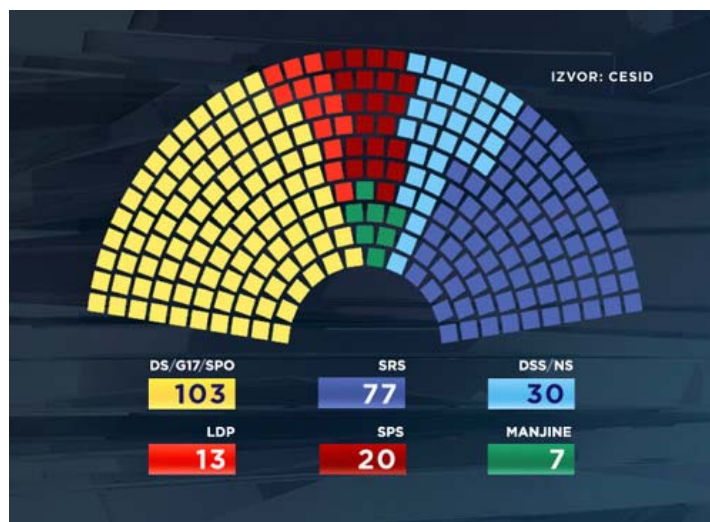 IZVOR: CESID
DS/G17/SPO
103
SRS
77
DSS/NS
30
LDP
13
SPS
20
MANJINE
7